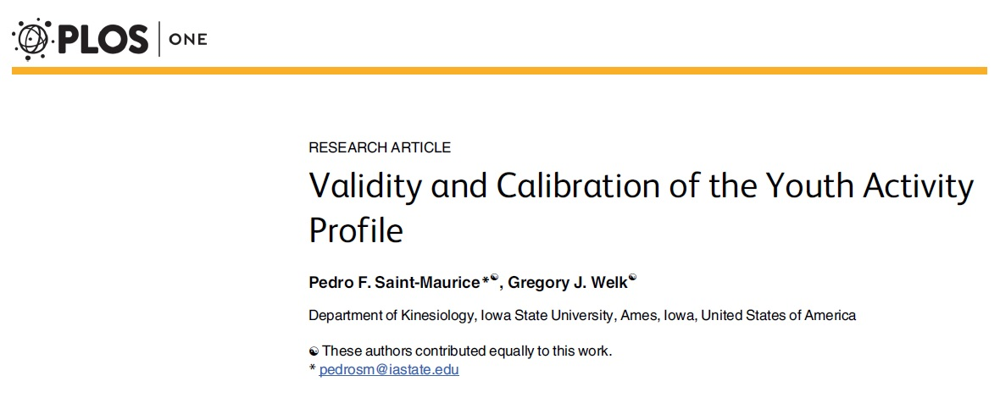 PLOS | ONE
RESEARCH ARTICLE
Validity and Calibration of the Youth Activity
Profile
Pedro F. Saint-Maurice*☯, Gregory J. Welk☯
Department of Kinesiology, Iowa State University, Ames, Iowa, United States of America
☯ These authors contributed equally to this work.
* pedrosm@iastate.edu